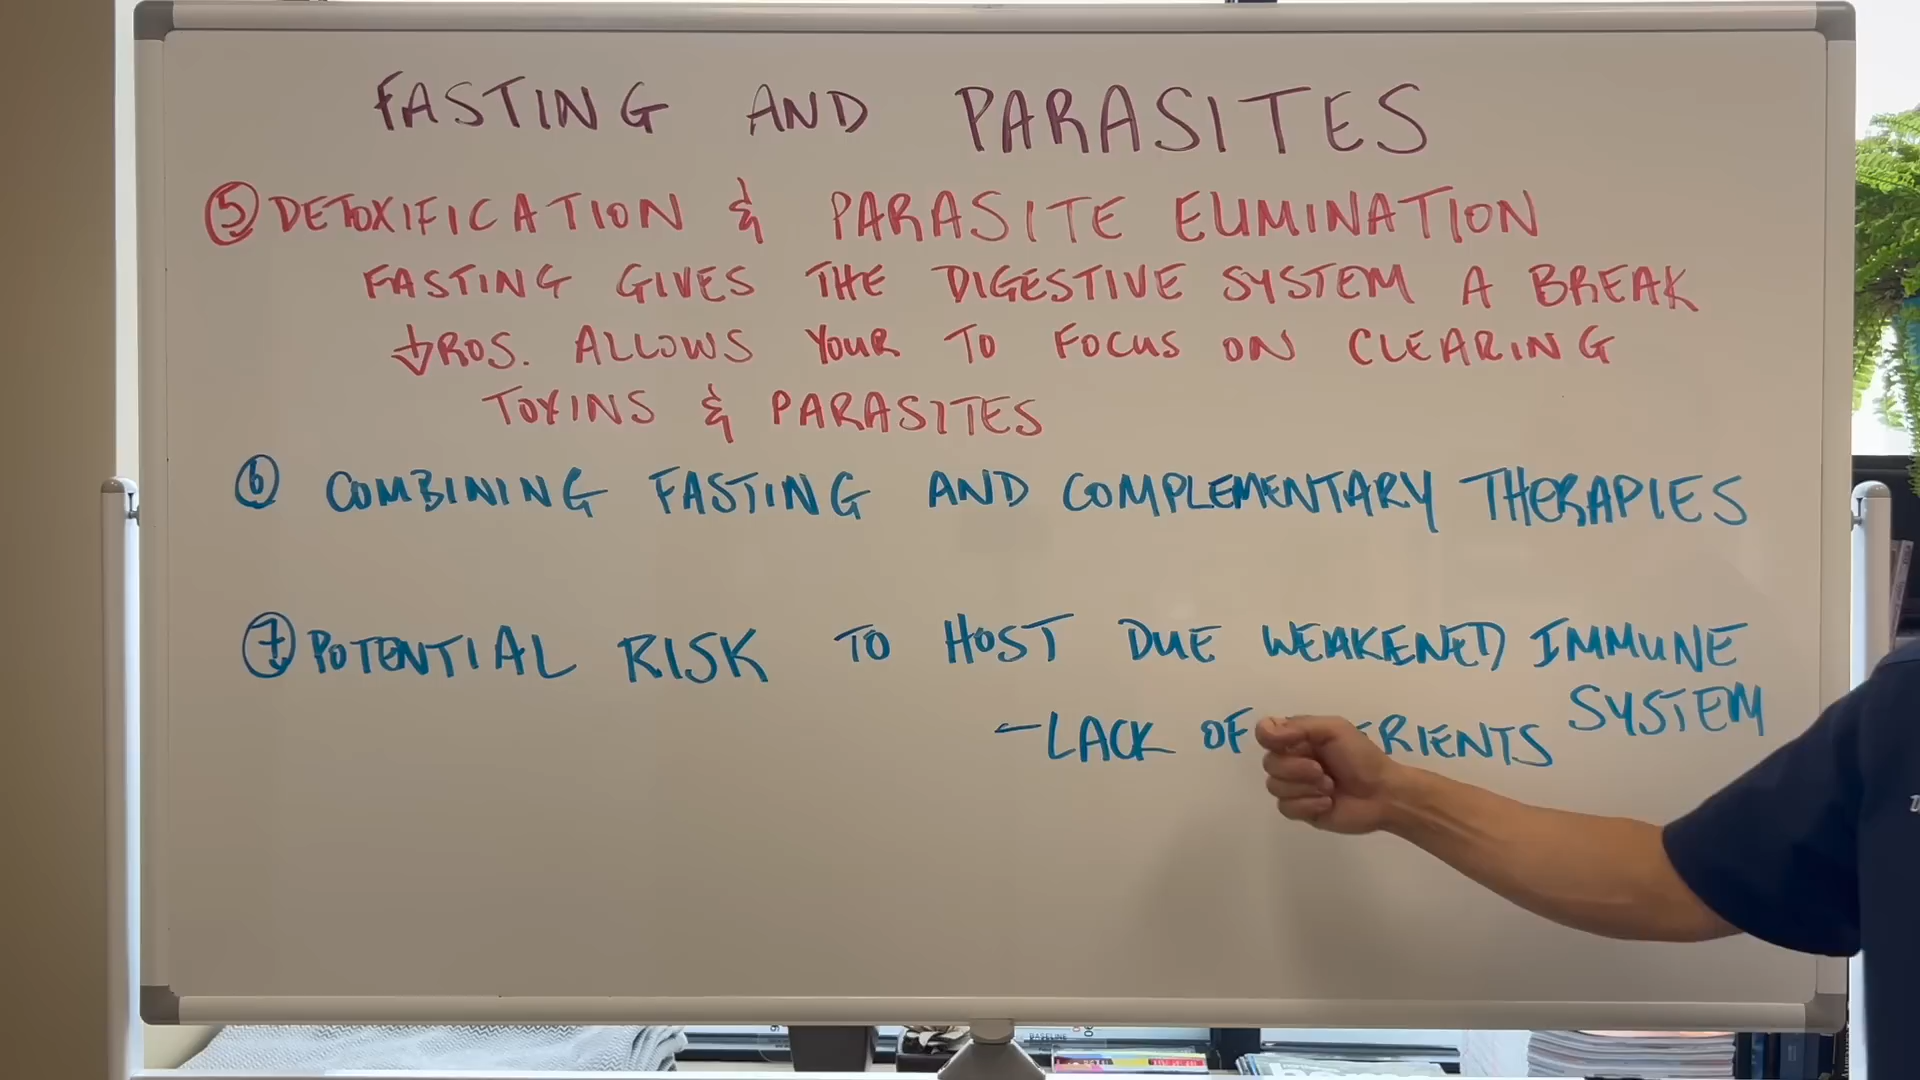 FASTING AND PARASITES
⑤ DETOXIFICATION & PARASITE ELIMINATION
FASTING GIVES THE DIGESTIVE SYSTEM A BREAK
↓ROS. ALLOWS YOUR TO FOCUS ON CLEARING
TOXINS & PARASITES
⑥ COMBINING FASTING AND COMPLEMENTARY THERAPIES
⑦ POTENTIAL RISK TO HOST DUE WEAKENED IMMUNE
SYSTEM
- LACK OF
BASELINE